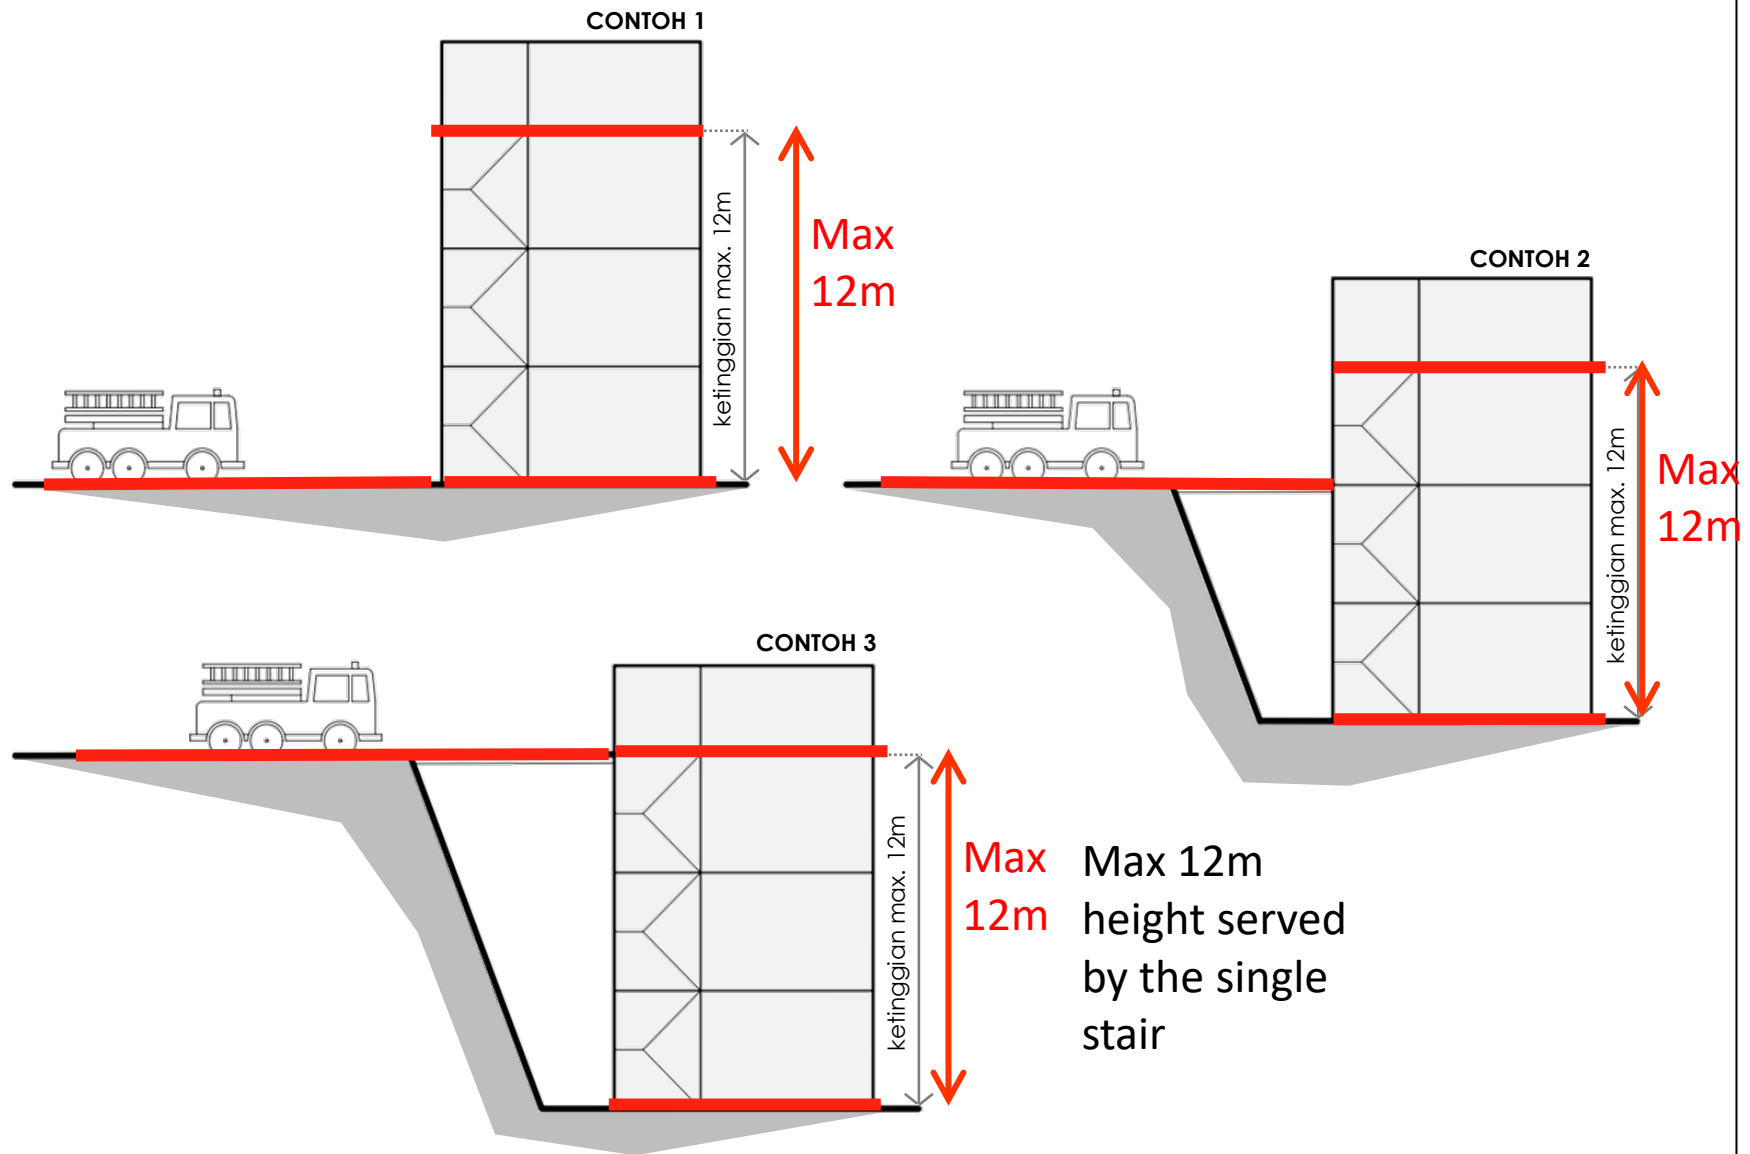 CONTOH 1
ketinggian max. 12m
Max
12m
CONTOH 2
ketinggian max. 12m
Max
12m
CONTOH 3
ketinggian max. 12m
Max
12m
Max 12m
height served
by the single
stair